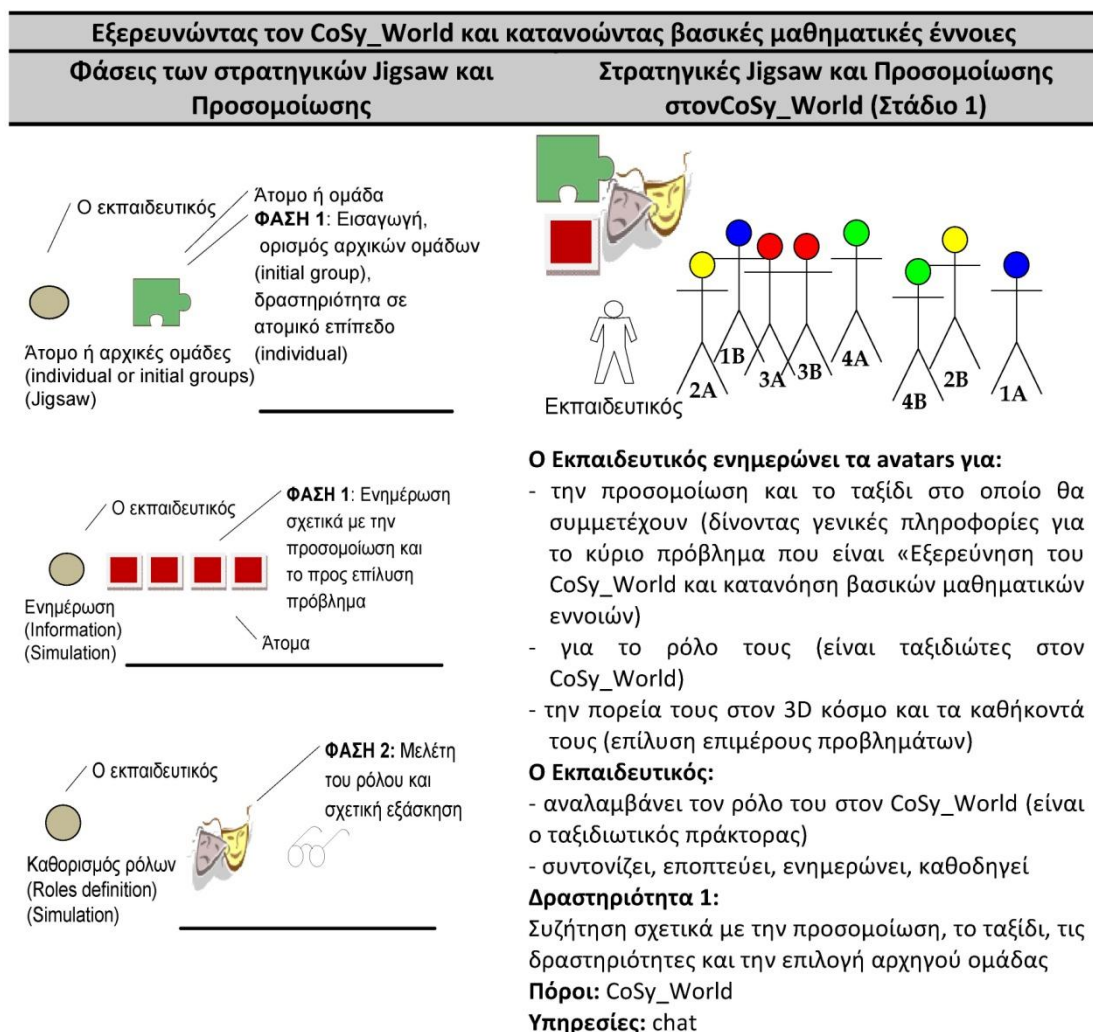 Εξερευνώντας τον CoSy_World και κατανοώντας βασικές μαθηματικές έννοιες
Φάσεις των στρατηγικών Jigsaw και
Προσομοίωσης
Στρατηγικές Jigsaw και Προσομοίωσης
στονCoSy_World (Στάδιο 1)
Ο εκπαιδευτικός
Άτομο ή ομάδα
ΦΑΣΗ 1: Εισαγωγή,
ορισμός αρχικών ομάδων
(initial group),
δραστηριότητα σε
ατομικό επίπεδο
(individual)
Άτομο ή αρχικές ομάδες
(individual or initial groups)
(Jigsaw)
Ο εκπαιδευτικός
ΦΑΣΗ 1: Ενημέρωση
σχετικά με την
προσομοίωση και
το προς επίλυση
πρόβλημα
Ενημέρωση
(Information)
(Simulation)
Άτομα
Ο εκπαιδευτικός
ΦΑΣΗ 2: Μελέτη
του ρόλου και
σχετική εξάσκηση
Καθορισμός ρόλων
(Roles definition)
(Simulation)
Εκπαιδευτικός
2A
1B
3A
3B
4A
4B
2B
1A
Ο Εκπαιδευτικός ενημερώνει τα avatars για:
- την προσομοίωση και το ταξίδι στο οποίο θα
συμμετέχουν (δίνοντας γενικές πληροφορίες για
το κύριο πρόβλημα που είναι «Εξερεύνηση του
CoSy_World και κατανόηση βασικών μαθηματικών
εννοιών)
- για το ρόλο τους (είναι ταξιδιώτες στον
CoSy_World)
- την πορεία τους στον 3D κόσμο και τα καθήκοντά
τους (επίλυση επιμέρους προβλημάτων)
Ο Εκπαιδευτικός:
- αναλαμβάνει τον ρόλο του στον CoSy_World (είναι
ο ταξιδιωτικός πράκτορας)
- συντονίζει, εποπτεύει, ενημερώνει, καθοδηγεί
Δραστηριότητα 1:
Συζήτηση σχετικά με την προσομοίωση, το ταξίδι, τις
δραστηριότητες και την επιλογή αρχηγού ομάδας
Πόροι: CoSy_World
Υπηρεσίες: chat